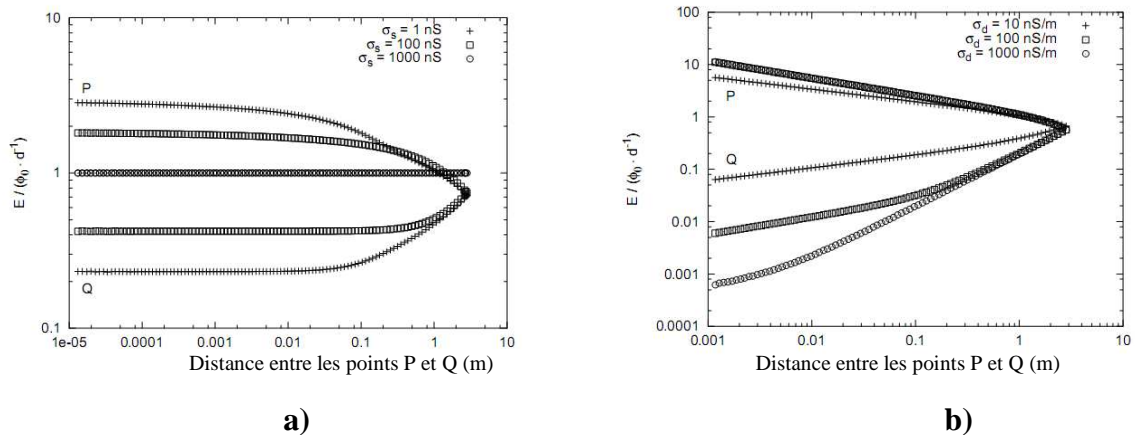 10
1
0.1
E / (ϕ₀ · d⁻¹)
σs = 1 nS
σs = 100 nS
σs = 1000 nS
P
Q
1e-05 0.0001 0.001 0.01 0.1 1 10
Distance entre les points P et Q (m)
a)
100
10
1
0.1
0.01
0.001
0.0001
E / (ϕ₀ · d⁻¹)
σd = 10 nS/m
σd = 100 nS/m
σd = 1000 nS/m
P
Q
0.001 0.01 0.1 1 10
Distance entre les points P et Q (m)
b)